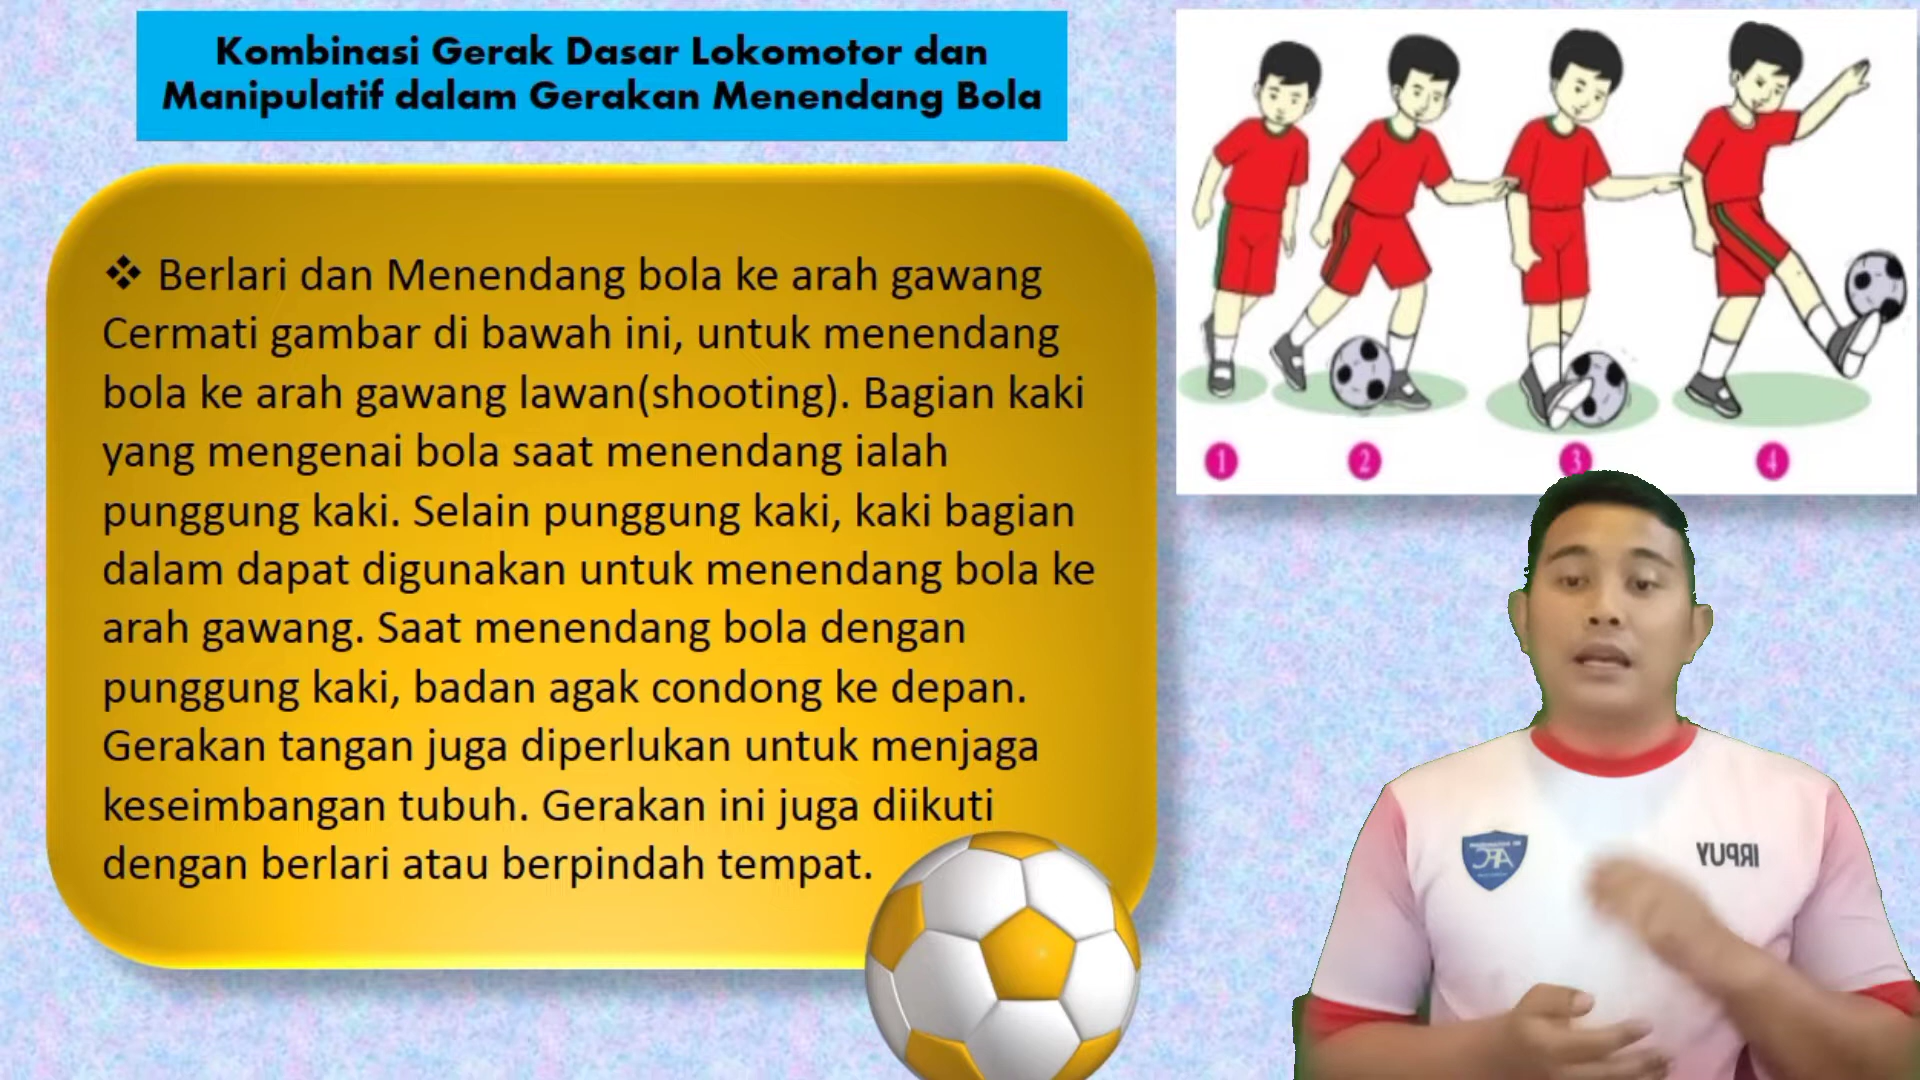 Kombinasi Gerak Dasar Lokomotor dan
Manipulatif dalam Gerakan Menendang Bola
❖ Berlari dan Menendang bola ke arah gawang
Cermati gambar di bawah ini, untuk menendang
bola ke arah gawang lawan(shooting). Bagian kaki
yang mengenai bola saat menendang ialah
punggung kaki. Selain punggung kaki, kaki bagian
dalam dapat digunakan untuk menendang bola ke
arah gawang. Saat menendang bola dengan
punggung kaki, badan agak condong ke depan.
Gerakan tangan juga diperlukan untuk menjaga
keseimbangan tubuh. Gerakan ini juga diikuti
dengan berlari atau berpindah tempat.
1 2 3 4
IRPUY